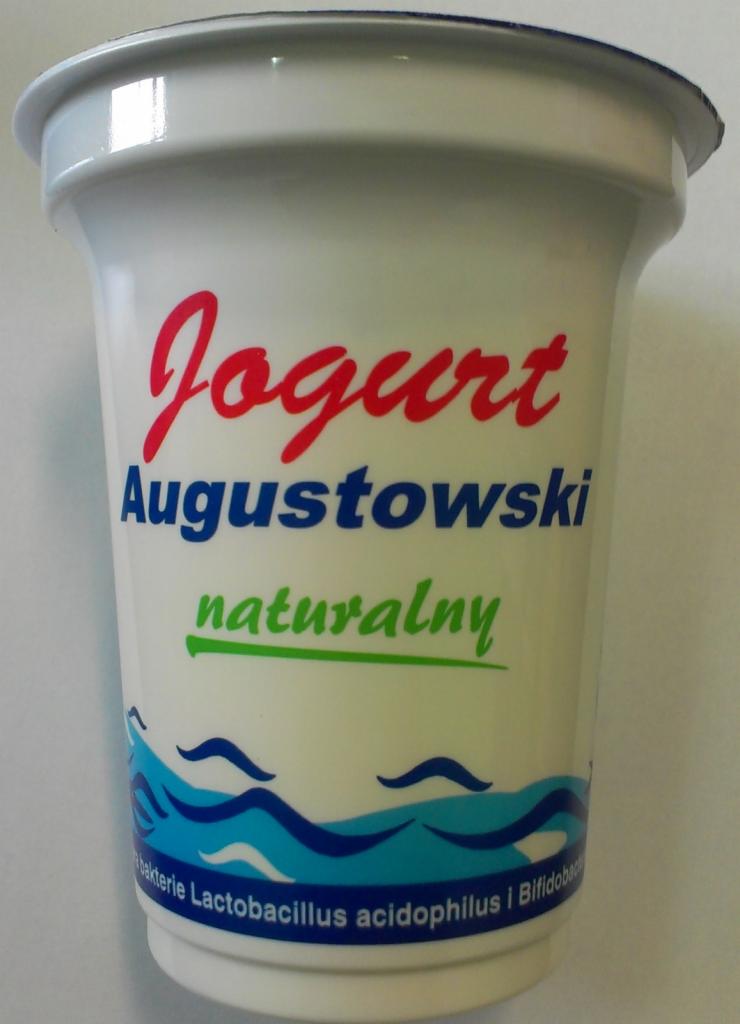 Jogurt
Augustowski
naturalny
bakterie Lactobacillus acidophilus i